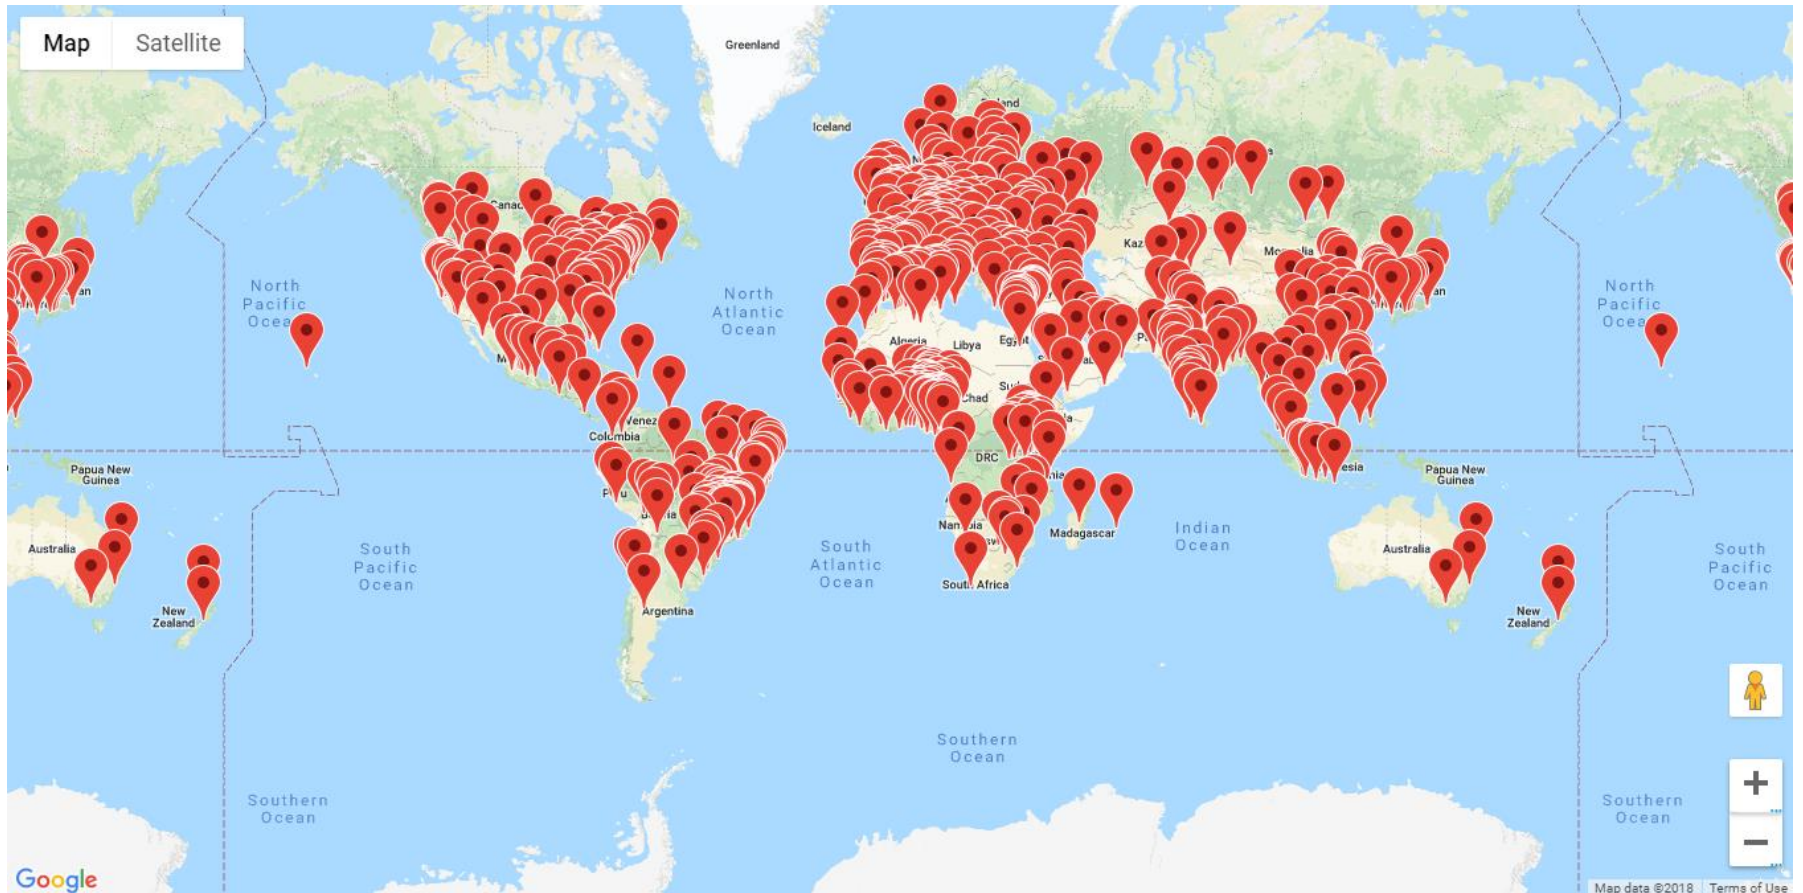 Map Satellite
Greenland
Iceland
North
Pacific
North
Atlantic
Ocean
North
Pacific
Algeria
Libya
Chad
Colombia
DRC
Papua New
Guinea
Papua New
Guinea
Australia
South
Pacific
Ocean
South
Atlantic
Ocean
Madagascar
Indian
Ocean
Australia
South
Pacific
Ocean
South Africa
New
Zealand
Argentina
New
Zealand
Southern
Ocean
Southern
Ocean
Southern
Ocean
Google
Map data ©2018 Terms of Use